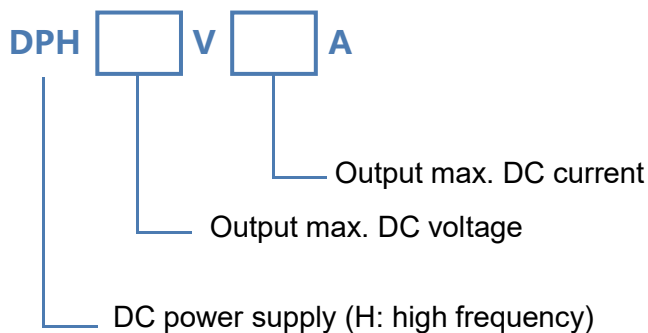 DPH V A
Output max. DC current
Output max. DC voltage
DC power supply (H: high frequency)